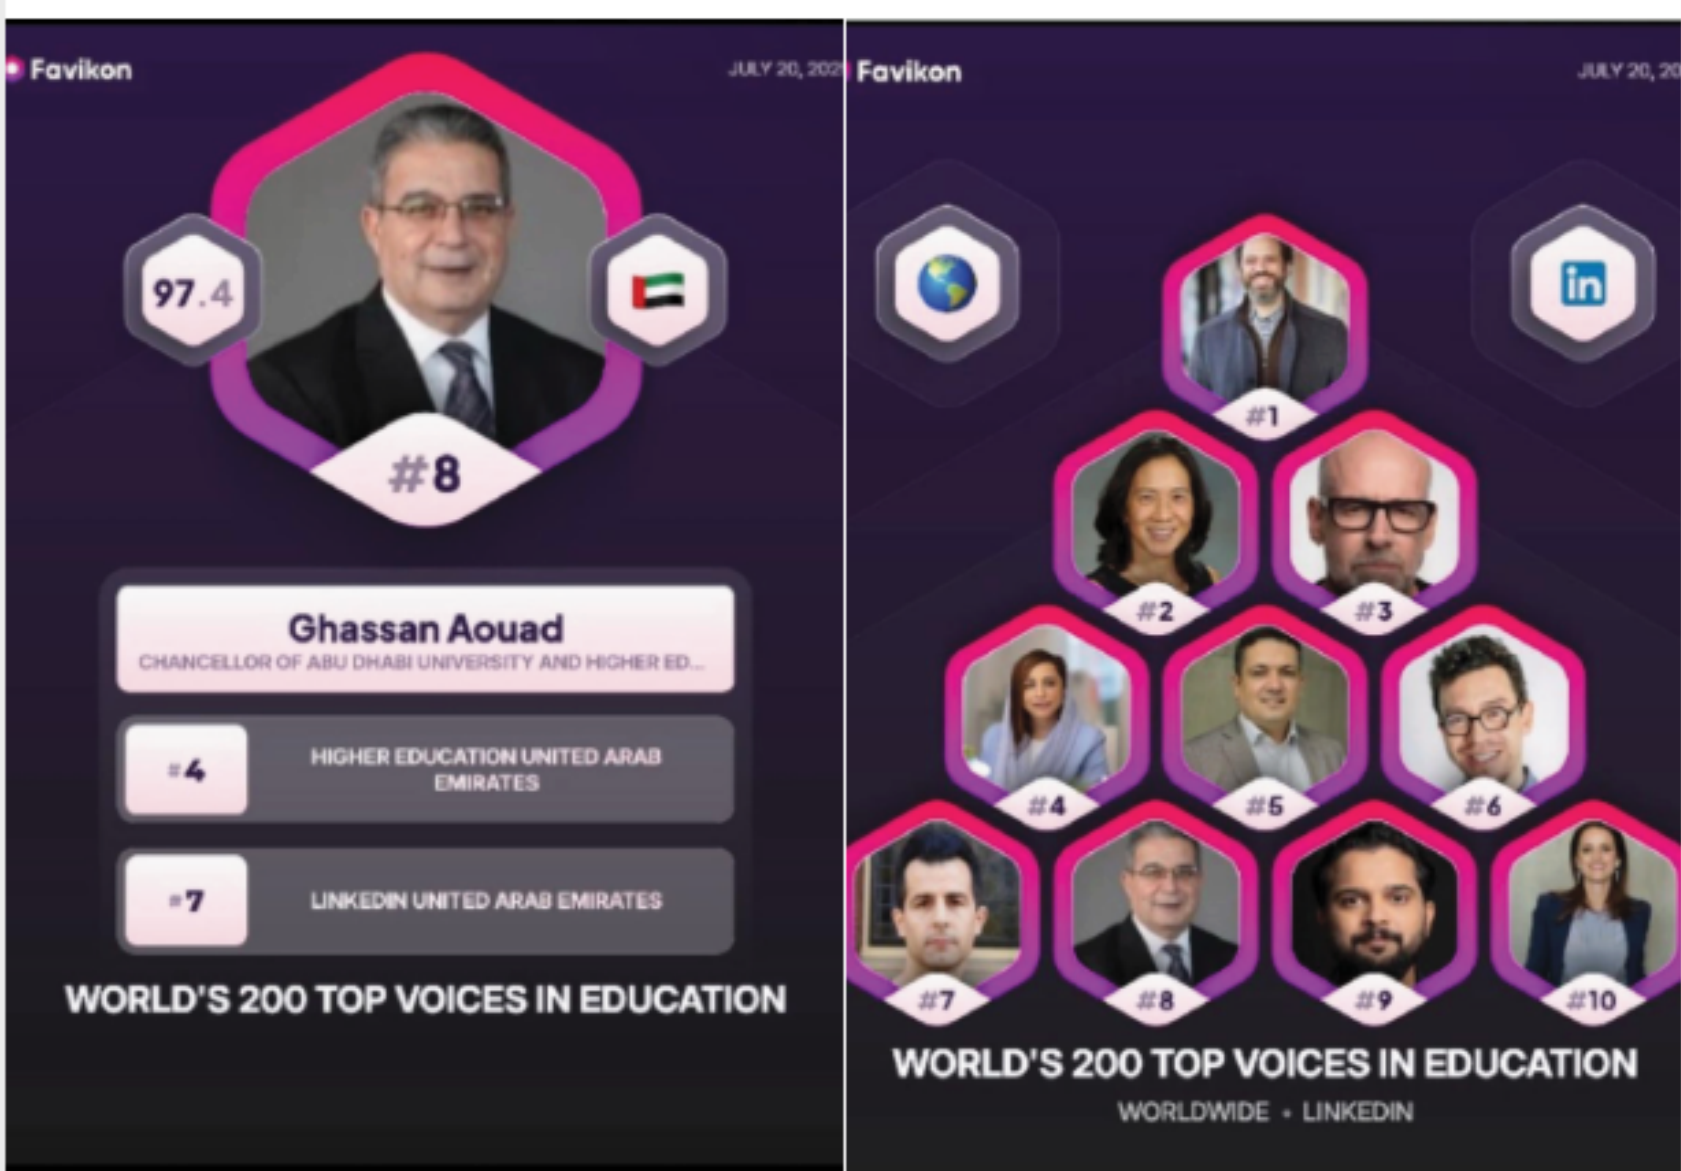 Favikon
JULY 20, 202
97.4
#8
Ghassan Aouad
CHANCELLOR OF ABU DHABI UNIVERSITY AND HIGHER ED...
#4
HIGHER EDUCATION UNITED ARAB
EMIRATES
#7
LINKEDIN UNITED ARAB EMIRATES
WORLD'S 200 TOP VOICES IN EDUCATION
Favikon
JULY 20, 20
in
#1
#2
#3
#4
#5
#6
#7
#8
#9
#10
WORLD'S 200 TOP VOICES IN EDUCATION
WORLDWIDE • LINKEDIN